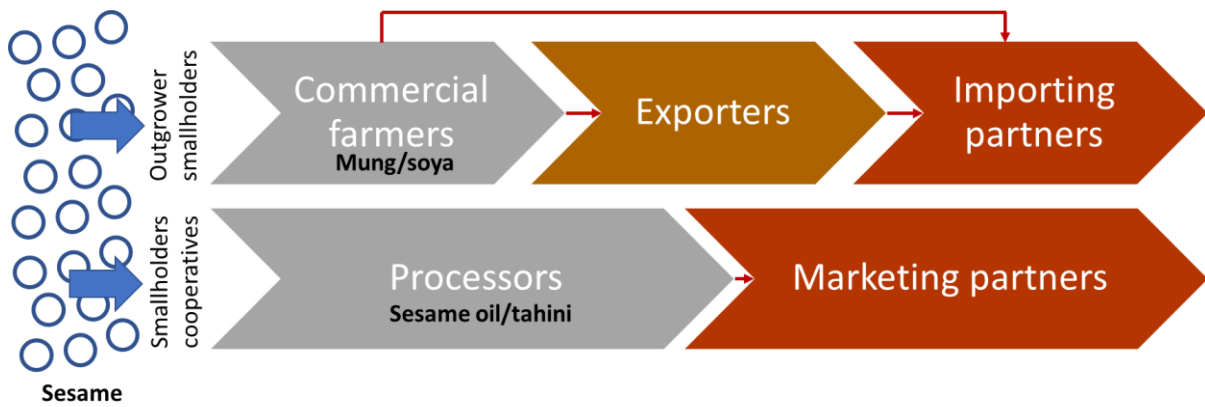 Outgrower
smallholders
Commercial
farmers
Mung/soya
Exporters
Importing
partners
Smallholders
cooperatives
Processors
Sesame oil/tahini
Marketing partners
Sesame